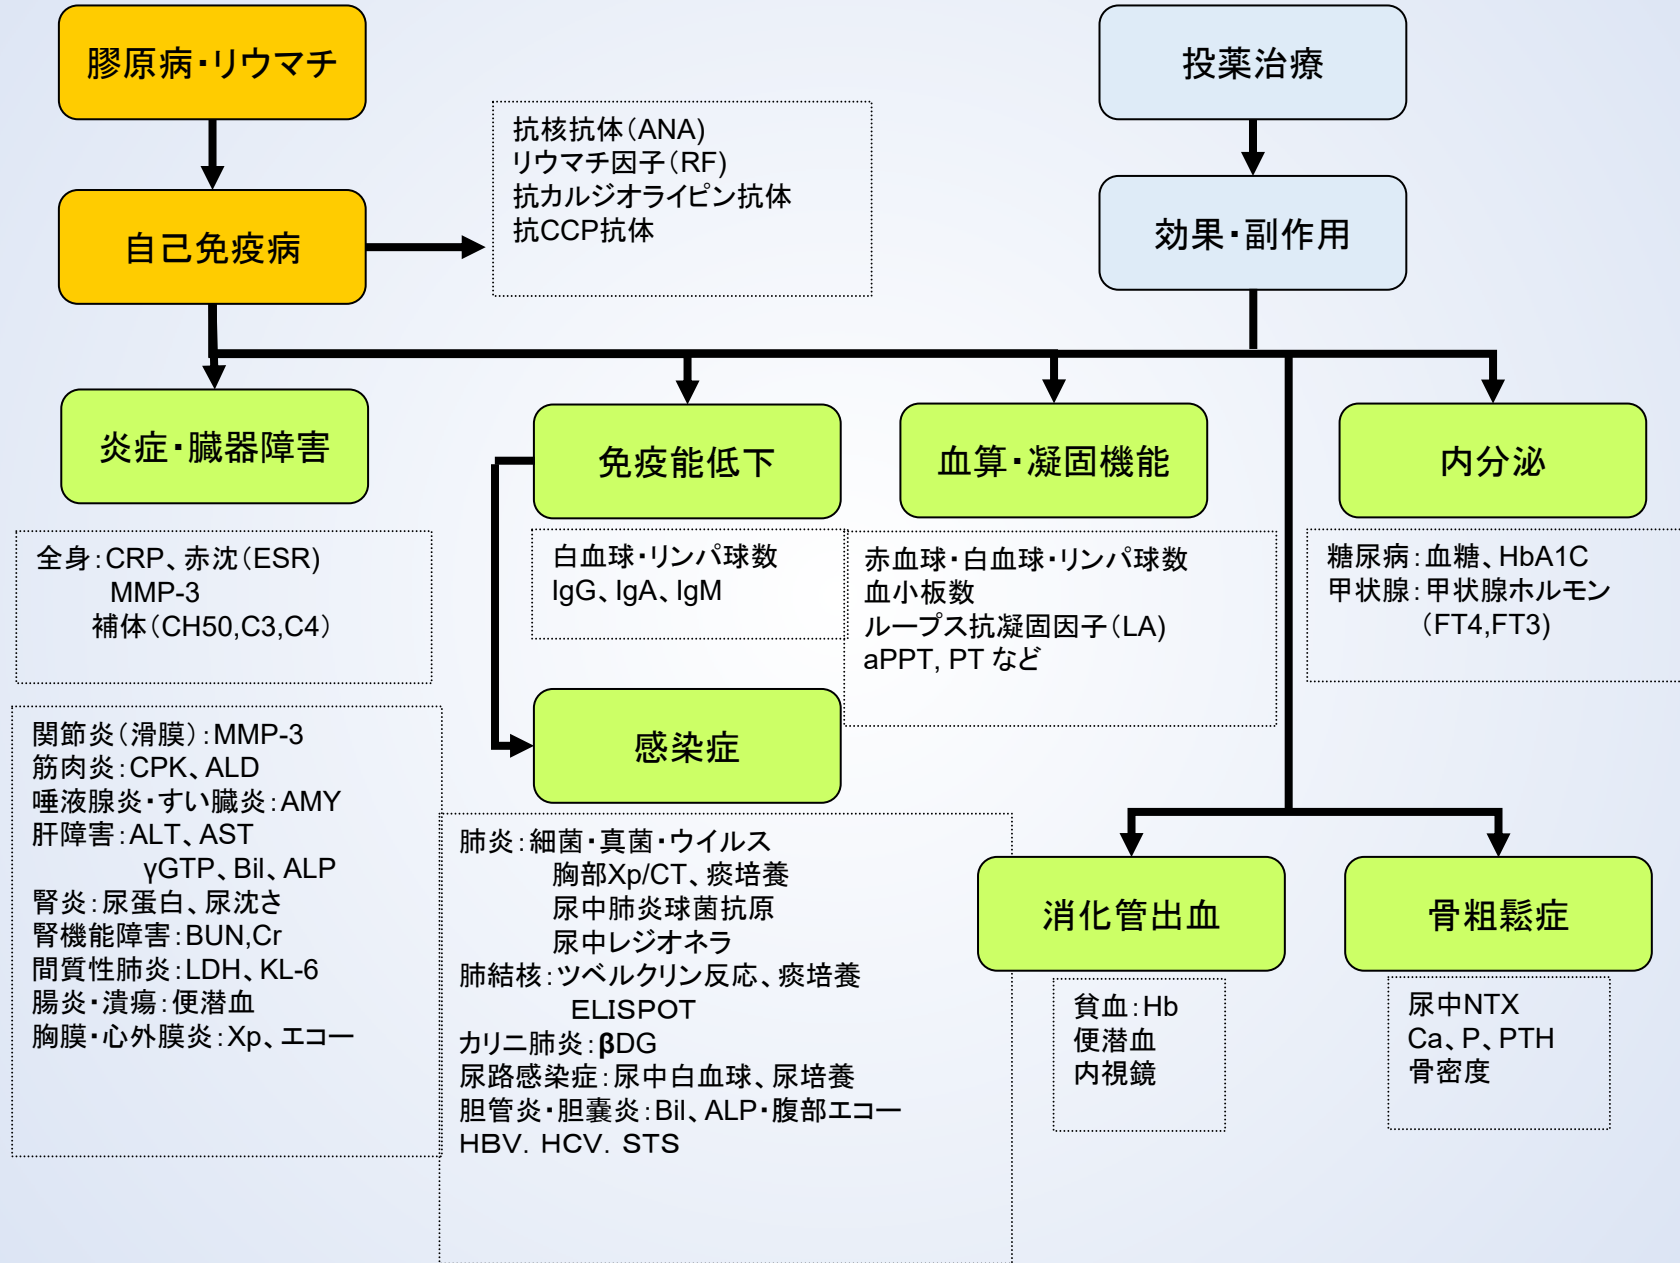 膠原病・リウマチ
投薬治療
抗核抗体（ANA)
リウマチ因子（RF)
抗カルジオライピン抗体
抗CCP抗体
自己免疫病
効果・副作用
炎症・臓器障害
免疫能低下
血算・凝固機能
内分泌
全身：CRP、赤沈（ESR)
MMP-3
補体（CH50,C3,C4）
白血球・リンパ球数
IgG、IgA、IgM
赤血球・白血球・リンパ球数
血小板数
ループス抗凝固因子（LA)
aPPT, PT など
糖尿病：血糖、HbA1C
甲状腺：甲状腺ホルモン
（FT4,FT3)
関節炎（滑膜）：MMP-3
筋肉炎：CPK、ALD
唾液腺炎・すい臓炎：AMY
肝障害：ALT、AST
γGTP、Bil、ALP
腎炎：尿蛋白、尿沈さ
腎機能障害：BUN,Cr
間質性肺炎：LDH、KL-6
腸炎・潰瘍：便潜血
胸膜・心外膜炎：Xp、エコー
感染症
肺炎：細菌・真菌・ウイルス
胸部Xp/CT、痰培養
尿中肺炎球菌抗原
尿中レジオネラ
肺結核：ツベルクリン反応、痰培養
ELISPOT
カリニ肺炎：βDG
尿路感染症：尿中白血球、尿培養
胆管炎・胆嚢炎：Bil、ALP・腹部エコー
HBV．HCV．STS
消化管出血
骨粗鬆症
貧血：Hb
便潜血
内視鏡
尿中NTX
Ca、P、PTH
骨密度